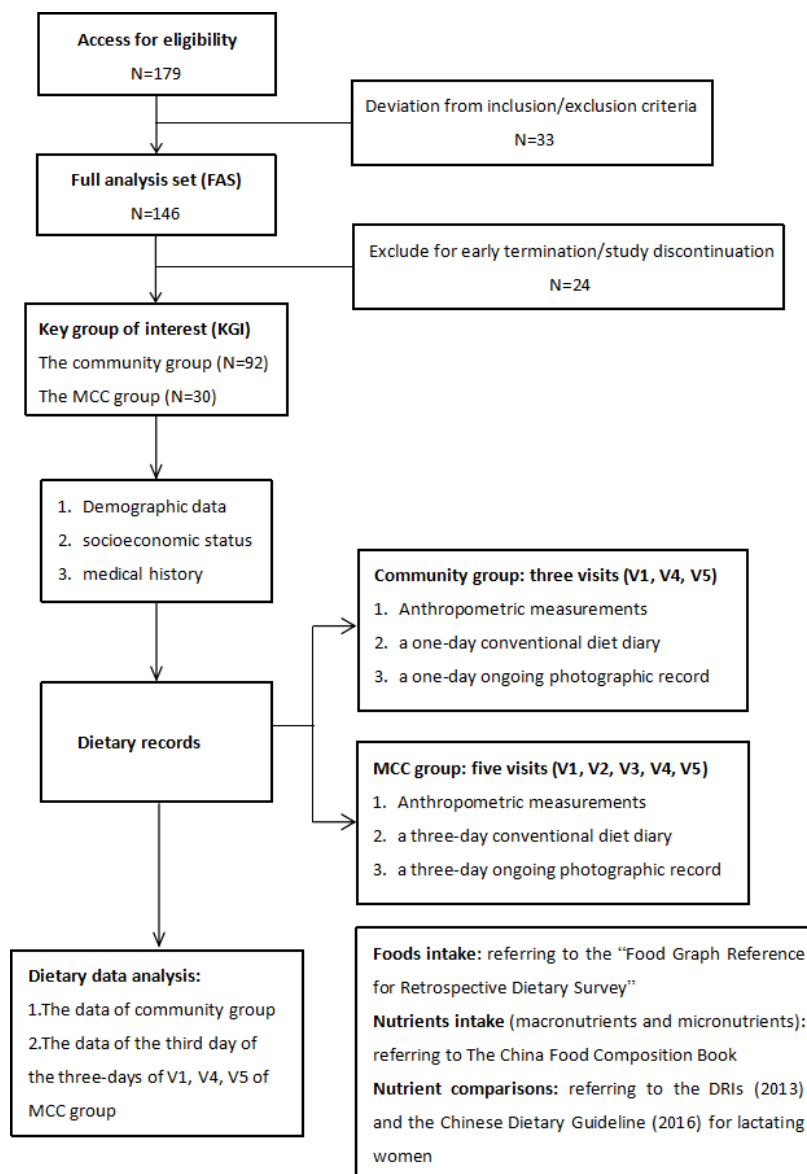 Access for eligibility
N=179
Deviation from inclusion/exclusion criteria
N=33
Full analysis set (FAS)
N=146
Exclude for early termination/study discontinuation
N=24
Key group of interest (KGI)
The community group (N=92)
The MCC group (N=30)
1. Demographic data
2. socioeconomic status
3. medical history
Community group: three visits (V1, V4, V5)
1. Anthropometric measurements
2. a one-day conventional diet diary
3. a one-day ongoing photographic record
Dietary records
MCC group: five visits (V1, V2, V3, V4, V5)
1. Anthropometric measurements
2. a three-day conventional diet diary
3. a three-day ongoing photographic record
Dietary data analysis:
1.The data of community group
2.The data of the third day of
the three-days of V1, V4, V5 of
MCC group
Foods intake: referring to the “Food Graph Reference
for Retrospective Dietary Survey”
Nutrients intake (macronutrients and micronutrients):
referring to The China Food Composition Book
Nutrient comparisons: referring to the DRIs (2013)
and the Chinese Dietary Guideline (2016) for lactating
women